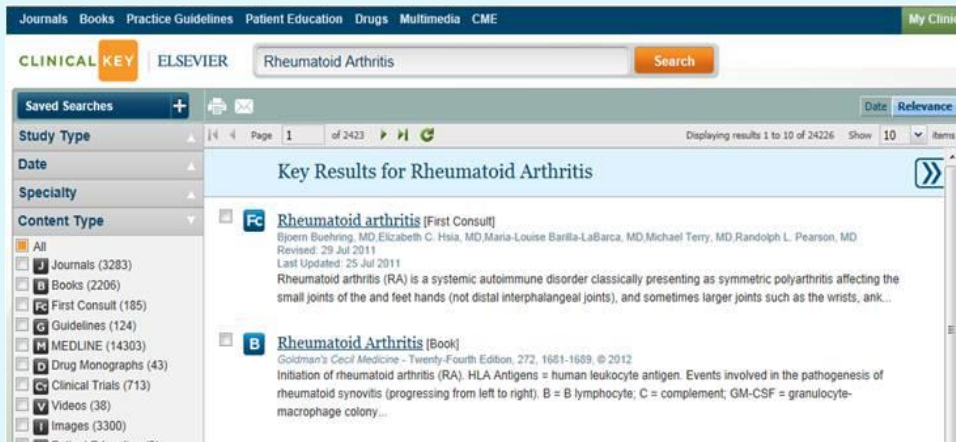 Journals Books Practice Guidelines Patient Education Drugs Multimedia CME
My Clinic
CLINICAL KEY ELSEVIER
Rheumatoid Arthritis
Search
Saved Searches +
Date Relevance
Study Type
Page 1 of 2423
Displaying results 1 to 10 of 24226 Show 10 items
Date
Specialty
Content Type
All
J Journals (3283)
B Books (2206)
Fc First Consult (185)
G Guidelines (124)
M MEDLINE (14303)
D Drug Monographs (43)
Ct Clinical Trials (713)
V Videos (38)
I Images (3300)
Key Results for Rheumatoid Arthritis
Fc Rheumatoid arthritis [First Consult]
Bjoern Buehring, MD,Elizabeth C. Hsia, MD,Maria-Louise Barilla-LaBarca, MD,Michael Terry, MD,Randolph L. Pearson, MD
Revised: 29 Jul 2011
Last Updated: 25 Jul 2011
Rheumatoid arthritis (RA) is a systemic autoimmune disorder classically presenting as symmetric polyarthritis affecting the
small joints of the and feet hands (not distal interphalangeal joints), and sometimes larger joints such as the wrists, ank...
B Rheumatoid Arthritis [Book]
Goldman's Cecil Medicine - Twenty-Fourth Edition, 272, 1681-1689, © 2012
Initiation of rheumatoid arthritis (RA). HLA Antigens = human leukocyte antigen. Events involved in the pathogenesis of
rheumatoid synovitis (progressing from left to right). B = B lymphocyte; C = complement; GM-CSF = granulocyte-
macrophage colony...